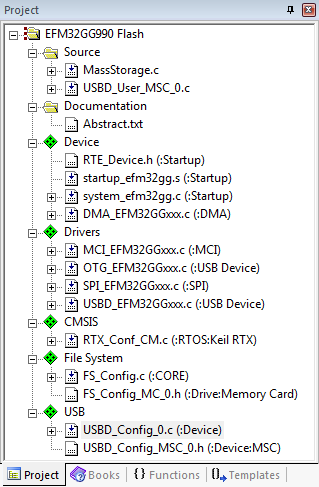 Project
EFM32GG990 Flash
Source
MassStorage.c
USBD_User_MSC_0.c
Documentation
Abstract.txt
Device
RTE_Device.h (:Startup)
startup_efm32gg.s (:Startup)
system_efm32gg.c (:Startup)
DMA_EFM32GGxxx.c (:DMA)
Drivers
MCI_EFM32GGxxx.c (:MCI)
OTG_EFM32GGxxx.c (:USB Device)
SPI_EFM32GGxxx.c (:SPI)
USBD_EFM32GGxxx.c (:USB Device)
CMSIS
RTX_Conf_CM.c (:RTOS:Keil RTX)
File System
FS_Config.c (:CORE)
FS_Config_MC_0.h (:Drive:Memory Card)
USB
USBD_Config_0.c (:Device)
USBD_Config_MSC_0.h (:Device:MSC)
Project Books {} Functions Templates